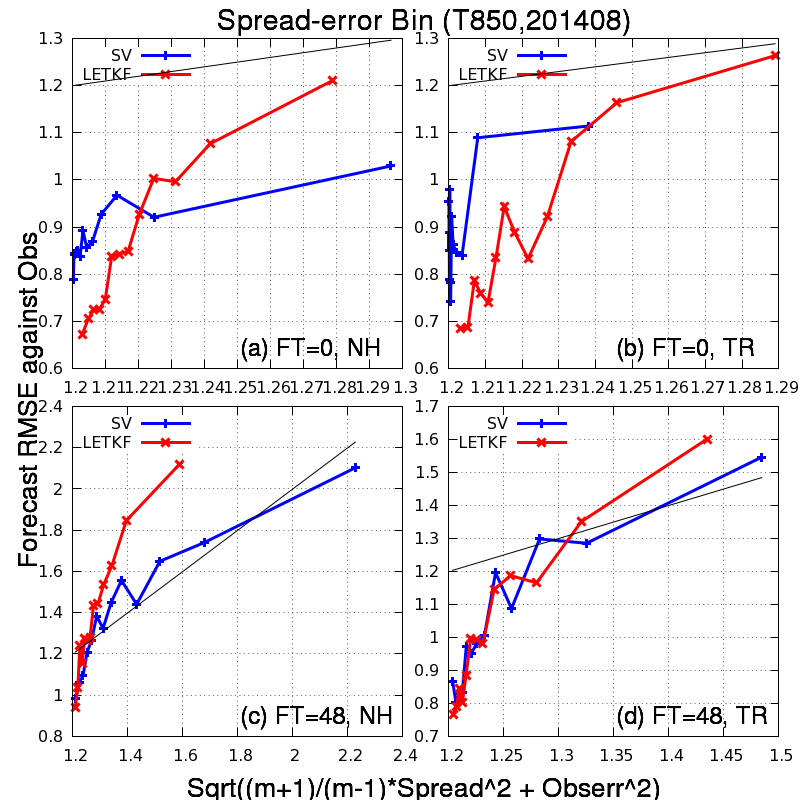 Spread-error Bin (T850,201408)
Forecast RMSE against Obs
1.3
1.2
1.1
1
0.9
0.8
0.7
0.6
SV
LETKF
(a) FT=0, NH
1.2 1.21 1.22 1.23 1.24 1.25 1.26 1.27 1.28 1.29 1.3
1.3
1.2
1.1
1
0.9
0.8
0.7
0.6
SV
LETKF
(b) FT=0, TR
1.2 1.21 1.22 1.23 1.24 1.25 1.26 1.27 1.28 1.29
2.4
2.2
2
1.8
1.6
1.4
1.2
1
0.8
SV
LETKF
(c) FT=48, NH
1.2 1.4 1.6 1.8 2 2.2 2.4
1.7
1.6
1.5
1.4
1.3
1.2
1.1
1
0.9
0.8
0.7
SV
LETKF
(d) FT=48, TR
1.2 1.25 1.3 1.35 1.4 1.45 1.5
Sqrt((m+1)/(m-1)*Spread^2 + Obserr^2)